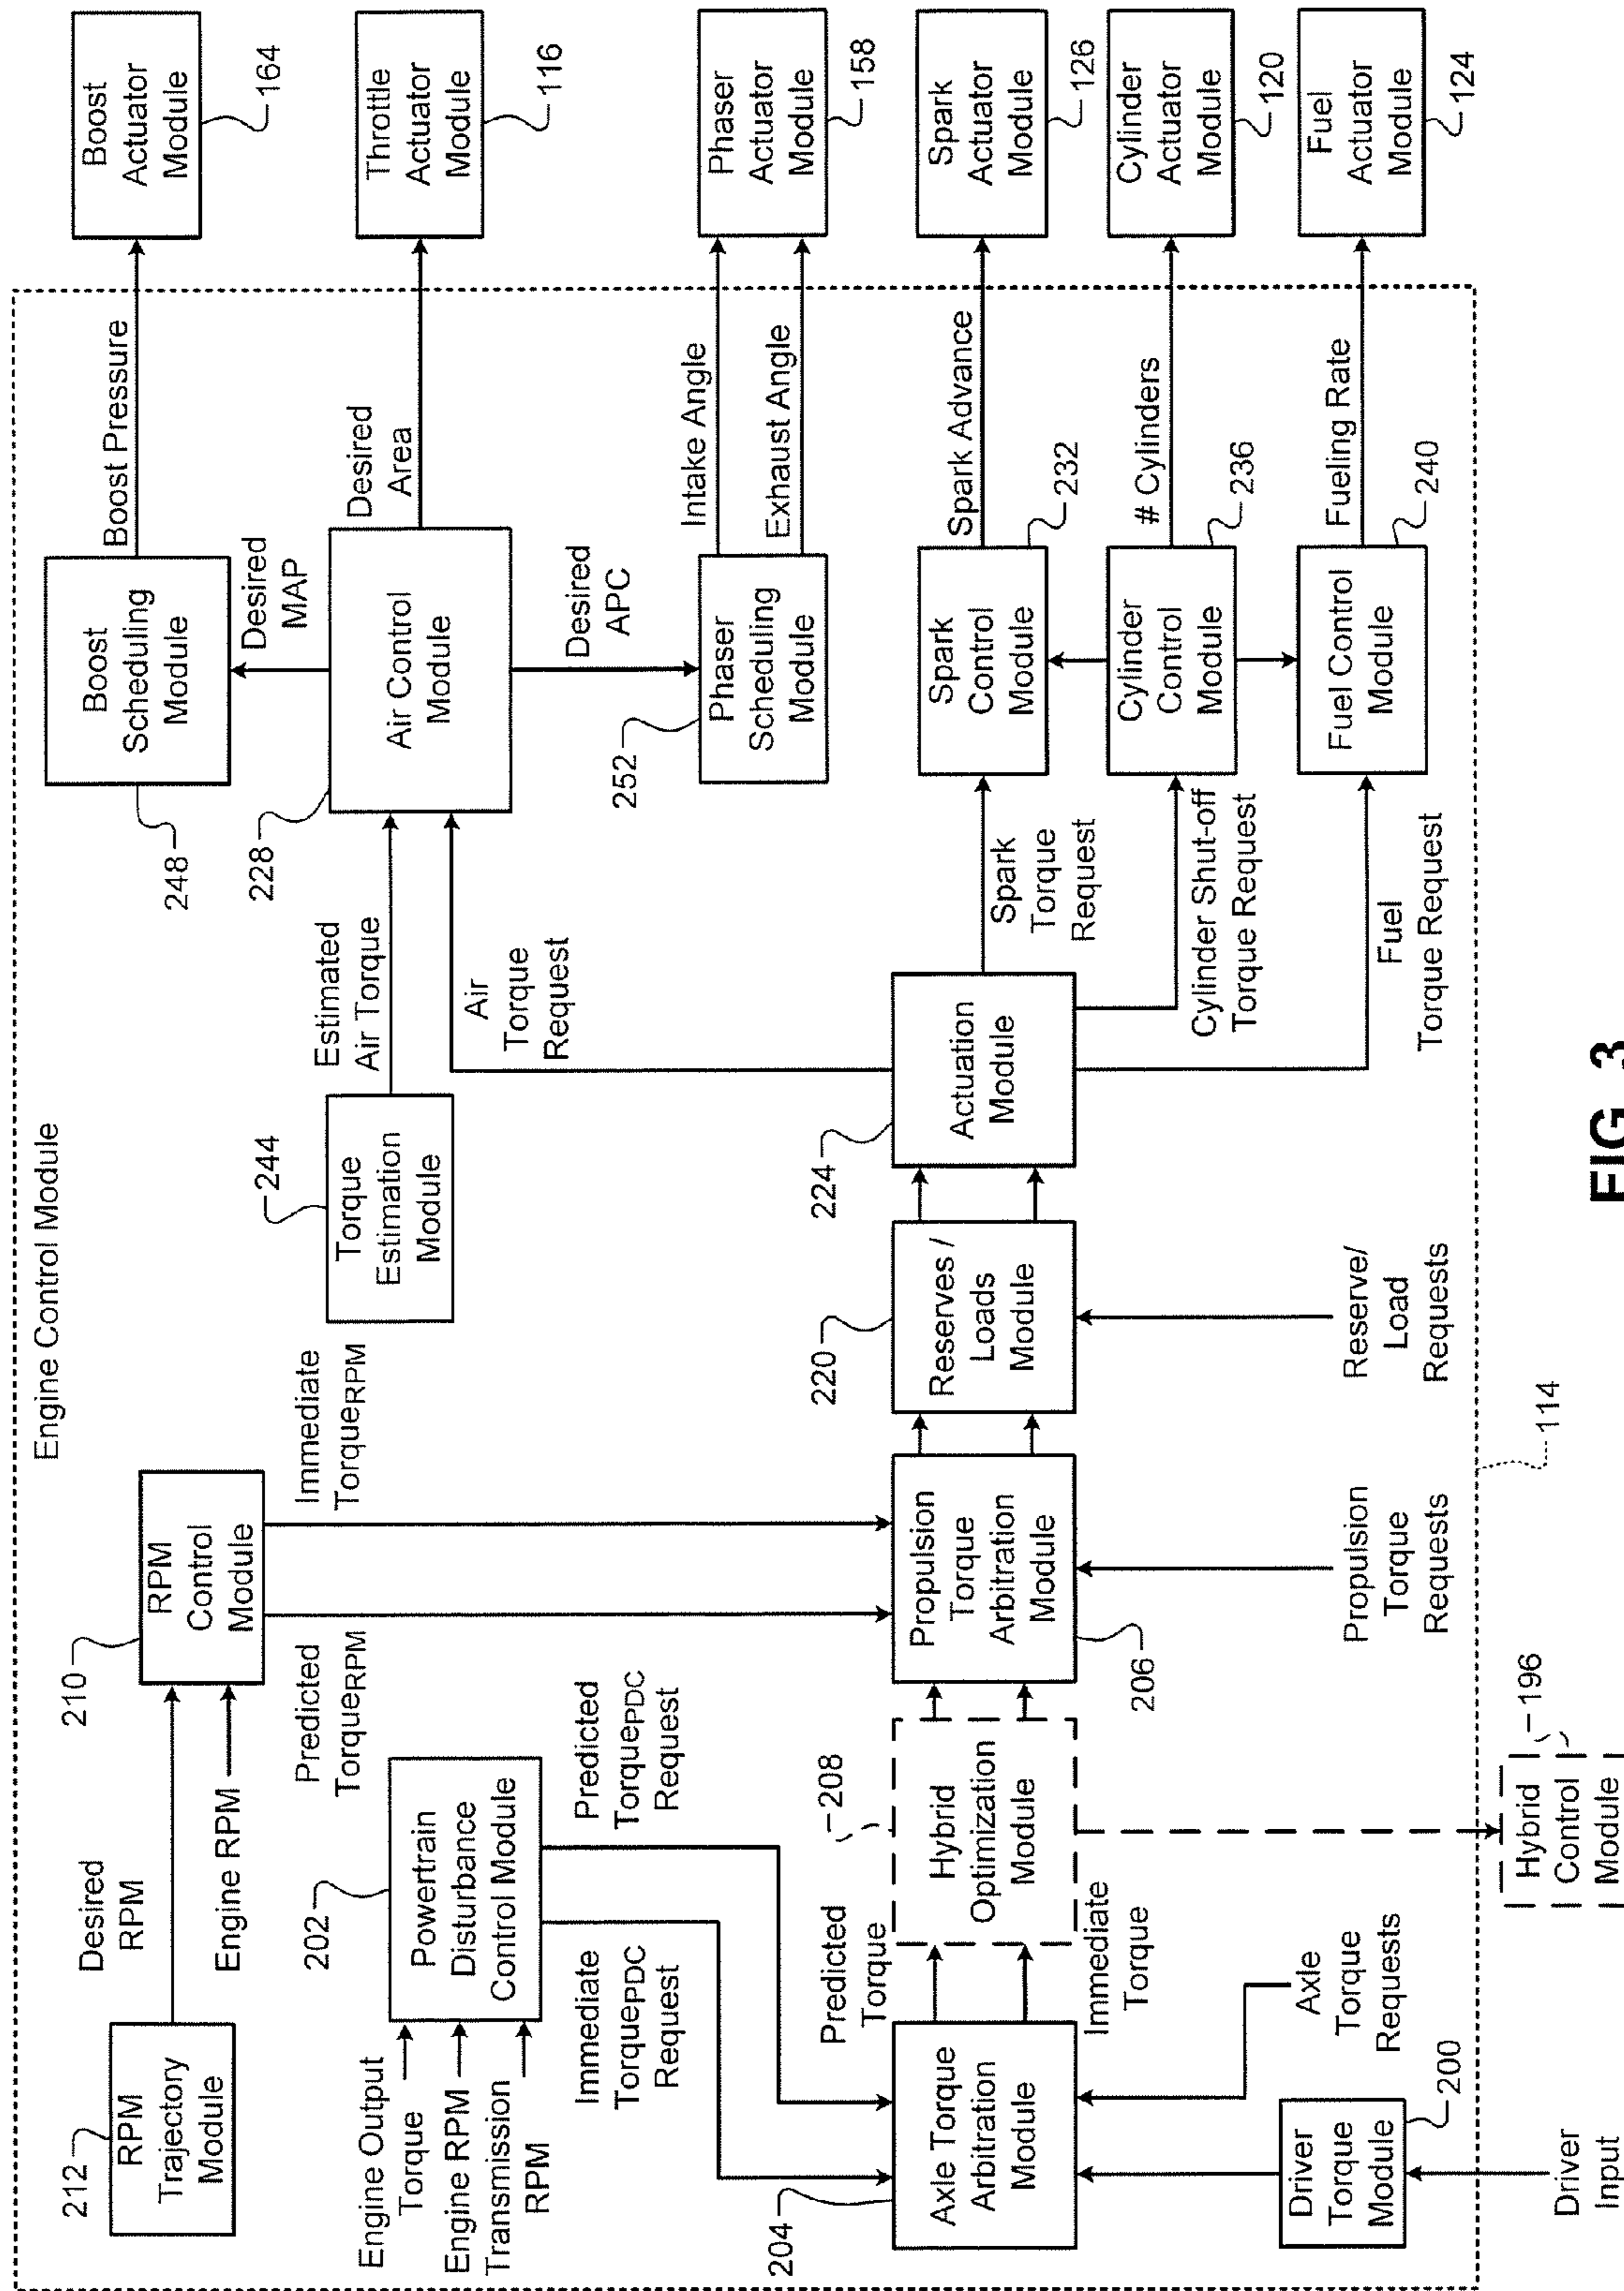 Engine Control Module
212
RPM
Trajectory
Module
Desired
RPM
Engine RPM
210
RPM
Control
Module
Predicted
TorqueRPM
Immediate
TorqueRPM
Engine Output
Torque
Engine RPM
Transmission
RPM
202
Powertrain
Disturbance
Control Module
Immediate
TorquePDC
Request
Predicted
TorquePDC
Request
244
Torque
Estimation
Module
Estimated
Air Torque
Air
Torque
Request
248
Boost
Scheduling
Module
Boost Pressure
Boost
Actuator
Module
164
Desired
MAP
228
Air Control
Module
Desired
Area
Throttle
Actuator
Module
116
Desired
APC
252
Phaser
Scheduling
Module
Intake Angle
Exhaust Angle
Phaser
Actuator
Module
158
204
Axle Torque
Arbitration
Module
Predicted
Torque
Immediate
Torque
208
Hybrid
Optimization
Module
Propulsion
Torque
Arbitration
Module
206
220
Reserves /
Loads
Module
224
Actuation
Module
Spark
Torque
Request
Spark
Control
Module
232
Spark Advance
Spark
Actuator
Module
126
Cylinder Shut-off
Torque Request
Cylinder
Control
Module
236
# Cylinders
Cylinder
Actuator
Module
120
Fuel
Torque Request
Fuel Control
Module
240
Fueling Rate
Fuel
Actuator
Module
124
Driver
Torque
Module
200
Axle
Torque
Requests
Propulsion
Torque
Requests
Reserve/
Load
Requests
Driver
Input
Hybrid
Control
Module
196
114
FIG. 3